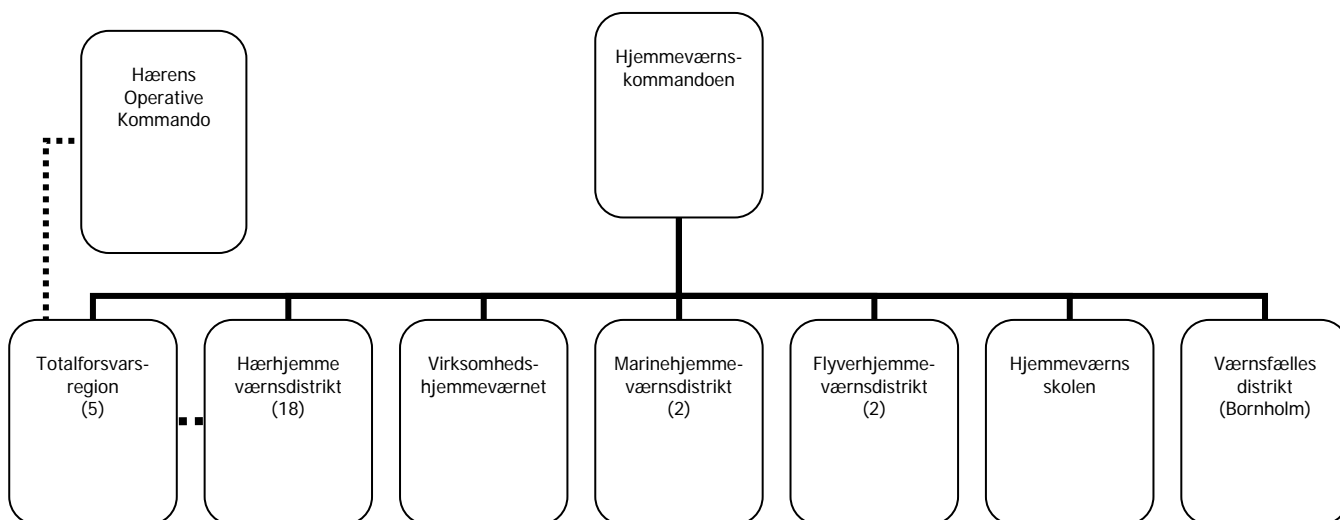 Hærens
Operative
Kommando
Hjemmeværns-
kommandoen
Totalforsvars-
region
(5)
Hærhjemme
værnsdistrikt
(18)
Virksomheds-
hjemmeværnet
Marinehjemme-
værnsdistrikt
(2)
Flyverhjemme-
værnsdistrikt
(2)
Hjemmeværns
skolen
Værnsfælles
distrikt
(Bornholm)